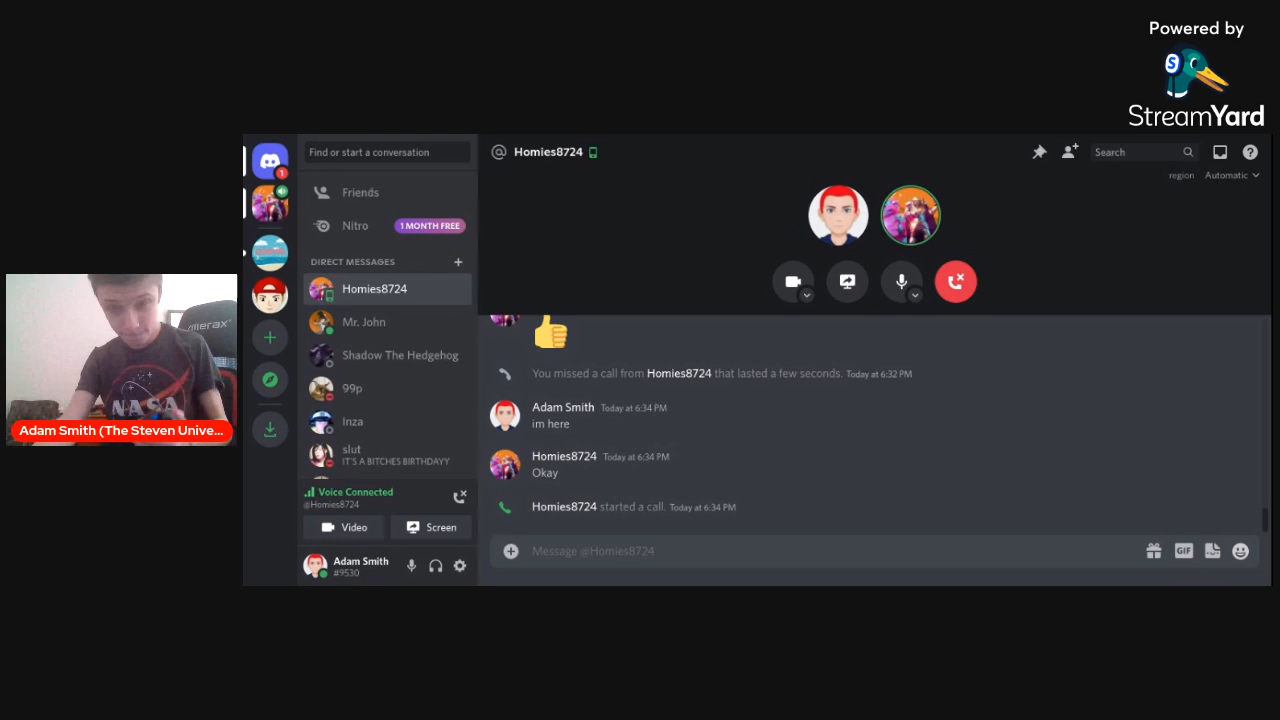 Powered by
S
StreamYard
Find or start a conversation
Friends
Nitro
1 MONTH FREE
DIRECT MESSAGES
Homies8724
Mr. John
Shadow The Hedgehog
99p
Inza
slut
IT'S A BITCHES BIRTHDAYY
Voice Connected
@Homies8724
Video
Screen
Adam Smith
#9530
1
Homies8724
Search
region
Automatic
You missed a call from Homies8724 that lasted a few seconds. Today at 6:32 PM
Adam Smith Today at 6:34 PM
im here
Homies8724 Today at 6:34 PM
Okay
Homies8724 started a call. Today at 6:34 PM
Message @Homies8724
GIF
NASA
Adam Smith (The Steven Unive...